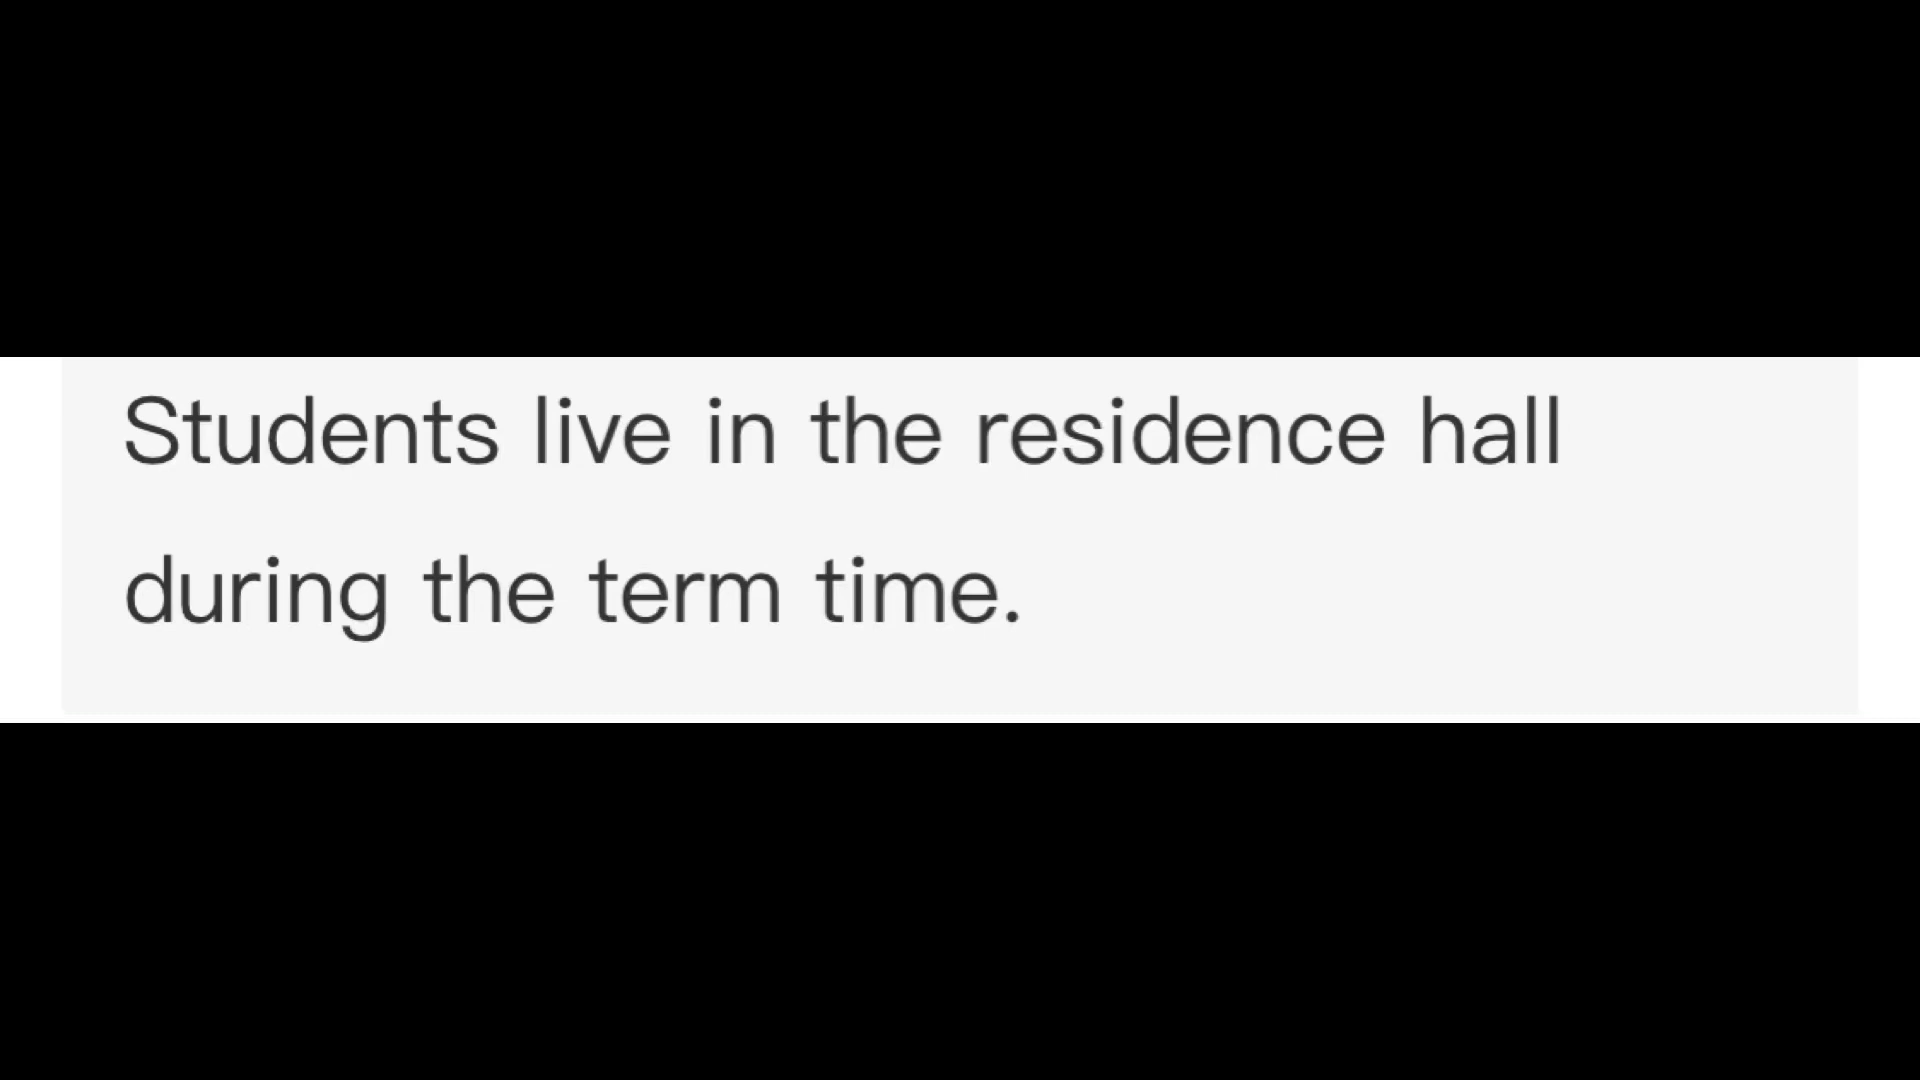 Students live in the residence hall
during the term time.